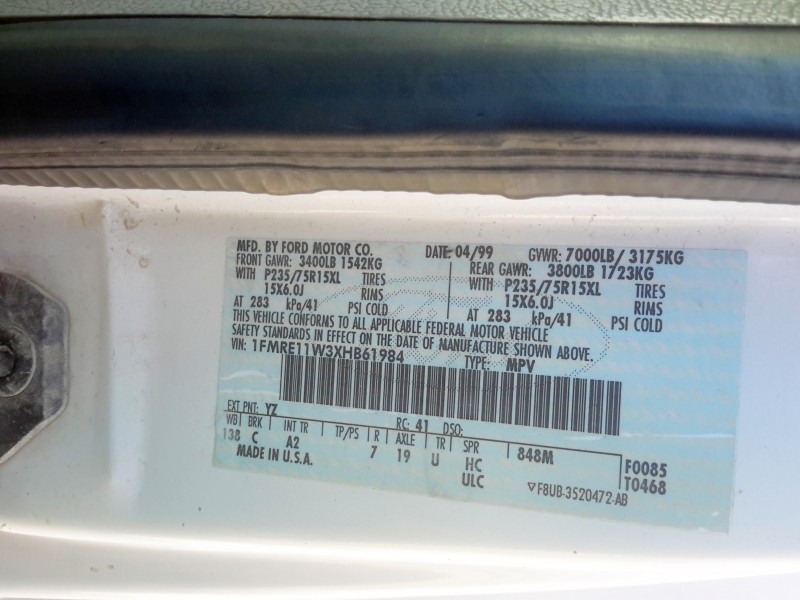 MFD. BY FORD MOTOR CO. DATE: 04/99 GVWR: 7000LB/ 3175KG
FRONT GAWR: 3400LB 1542KG REAR GAWR: 3800LB 1723KG
WITH P235/75R15XL TIRES WITH P235/75R15XL TIRES
15X6.0J RINS 15X6.0J RINS
AT 283 kPa/41 PSI COLD AT 283 kPa/41 PSI COLD
THIS VEHICLE CONFORMS TO ALL APPLICABLE FEDERAL MOTOR VEHICLE
SAFETY STANDARDS IN EFFECT ON THE DATE OF MANUFACTURE SHOWN ABOVE.
VIN: 1FMRE11W3XHB61984 TYPE: MPV
EXT PNT: YZ RC: 41 DSO:
WB BRK INT TR TP/PS R AXLE TR SPR 848M F0085
138 C A2 7 19 U HC T0468
MADE IN U.S.A. ULC ▽F8UB-3520472-AB